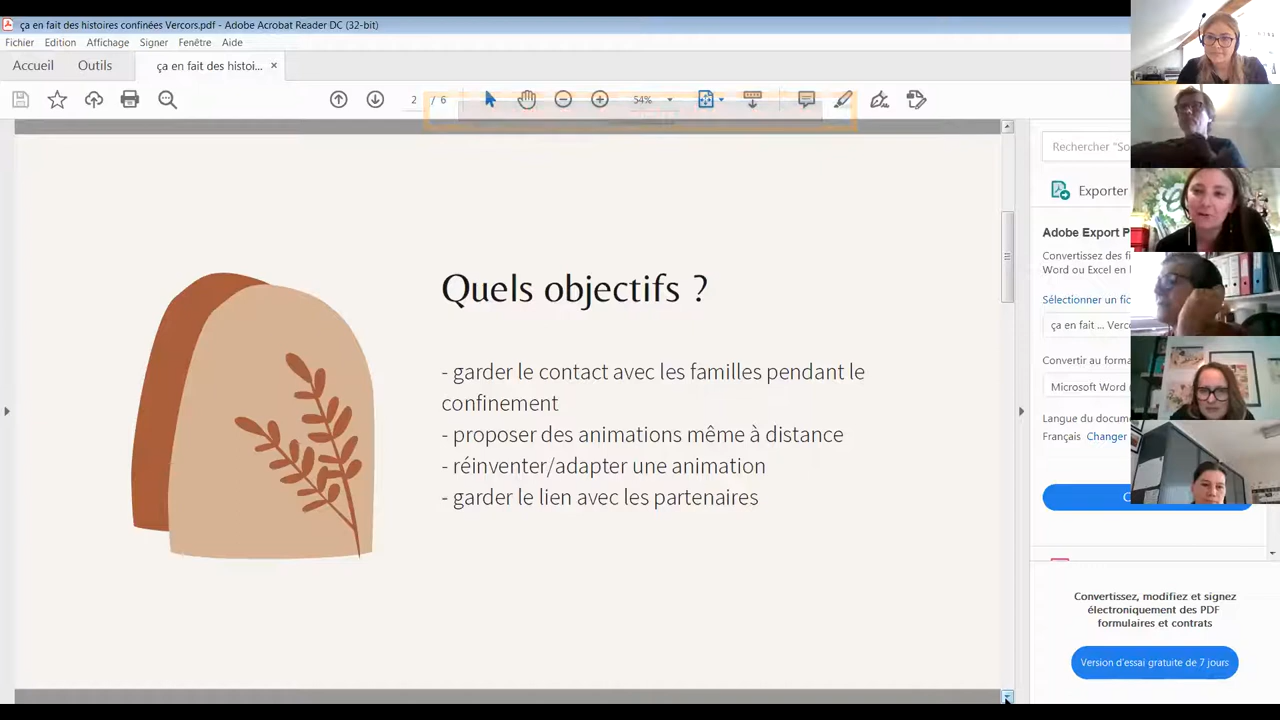 ça en fait des histoires confinées Vercors.pdf - Adobe Acrobat Reader DC (32-bit)
Fichier Edition Affichage Signer Fenêtre Aide
Accueil Outils ça en fait des histoi... ×
2 / 6 54%
Quels objectifs ?
- garder le contact avec les familles pendant le
confinement
- proposer des animations même à distance
- réinventer/adapter une animation
- garder le lien avec les partenaires
Rechercher "So
Exporter
Adobe Export P
Convertissez des fi
Word ou Excel en l
Sélectionner un fic
ça en fait ... Verco
Convertir au forma
Microsoft Word (
Langue du docume
Français Changer
C
Convertissez, modifiez et signez
électroniquement des PDF
formulaires et contrats
Version d'essai gratuite de 7 jours